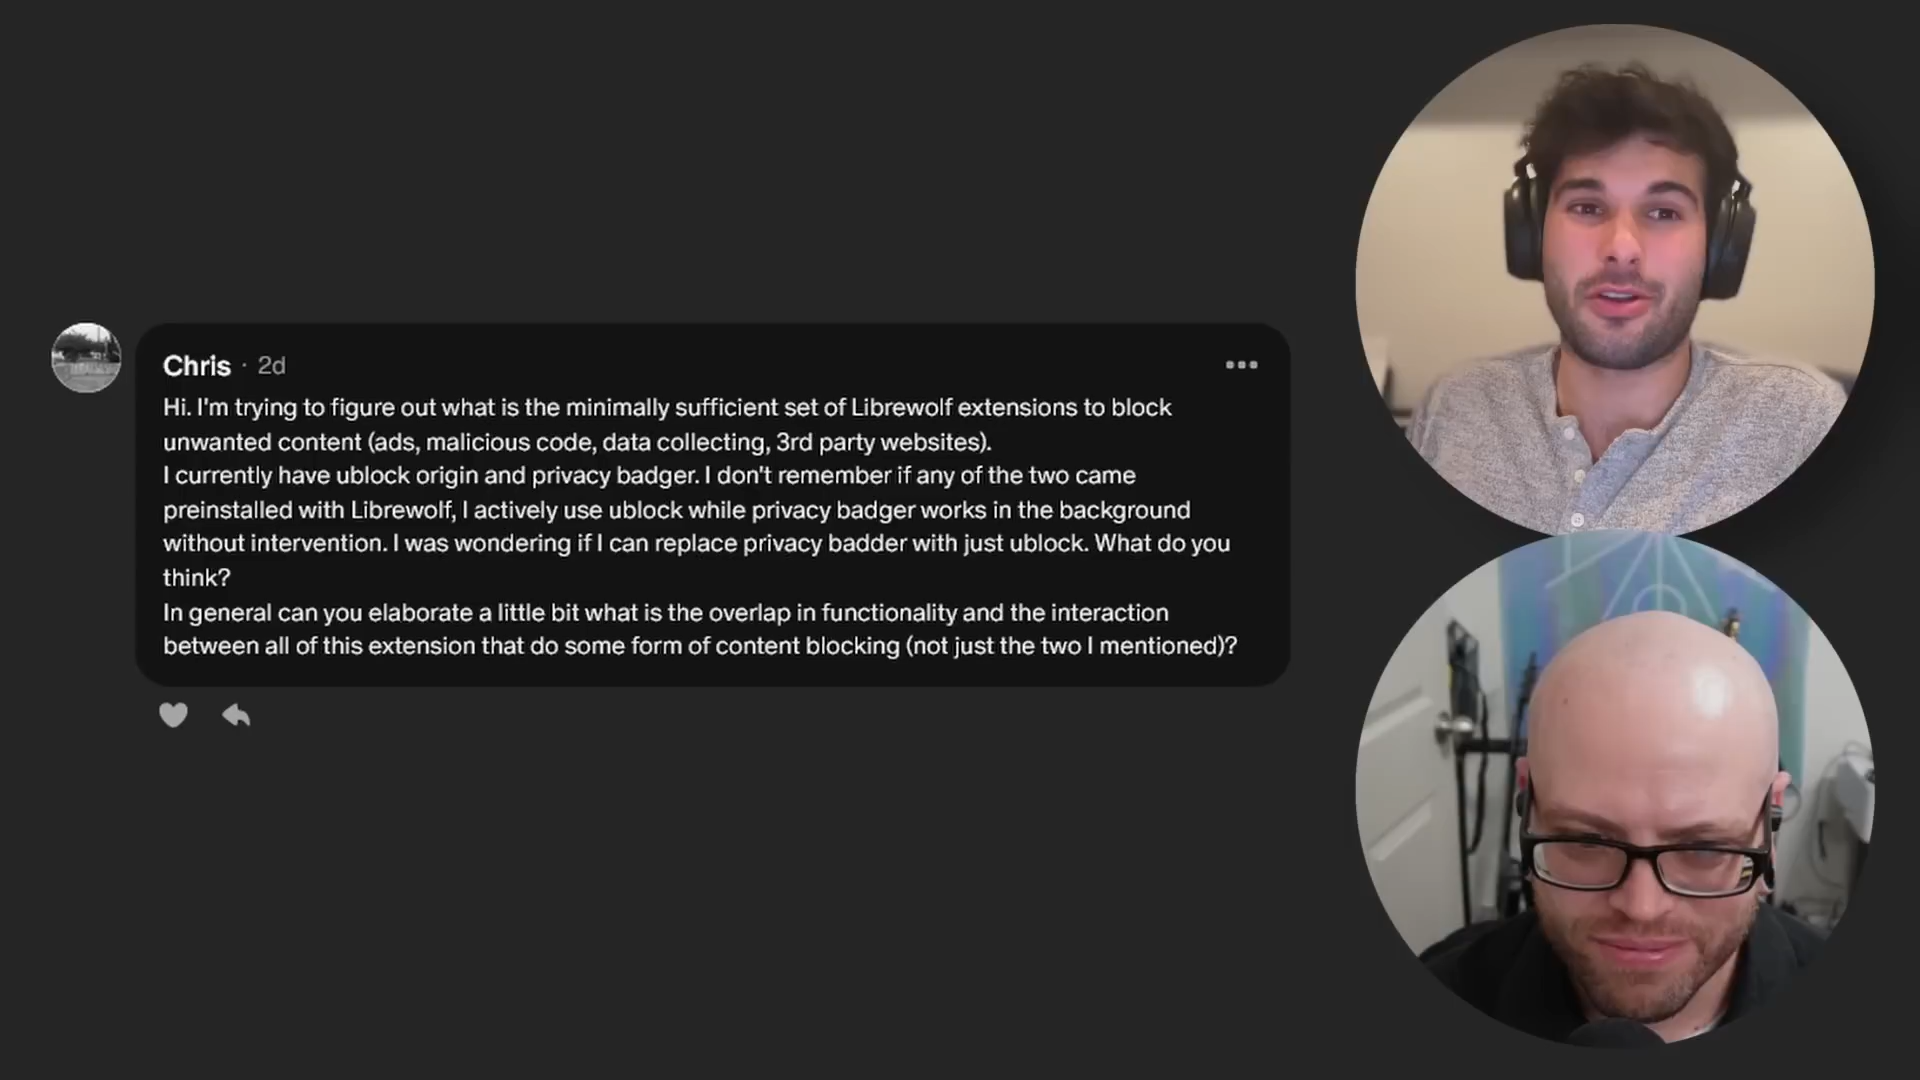 Chris · 2d
Hi. I'm trying to figure out what is the minimally sufficient set of Librewolf extensions to block
unwanted content (ads, malicious code, data collecting, 3rd party websites).
I currently have ublock origin and privacy badger. I don't remember if any of the two came
preinstalled with Librewolf, I actively use ublock while privacy badger works in the background
without intervention. I was wondering if I can replace privacy badder with just ublock. What do you
think?
In general can you elaborate a little bit what is the overlap in functionality and the interaction
between all of this extension that do some form of content blocking (not just the two I mentioned)?